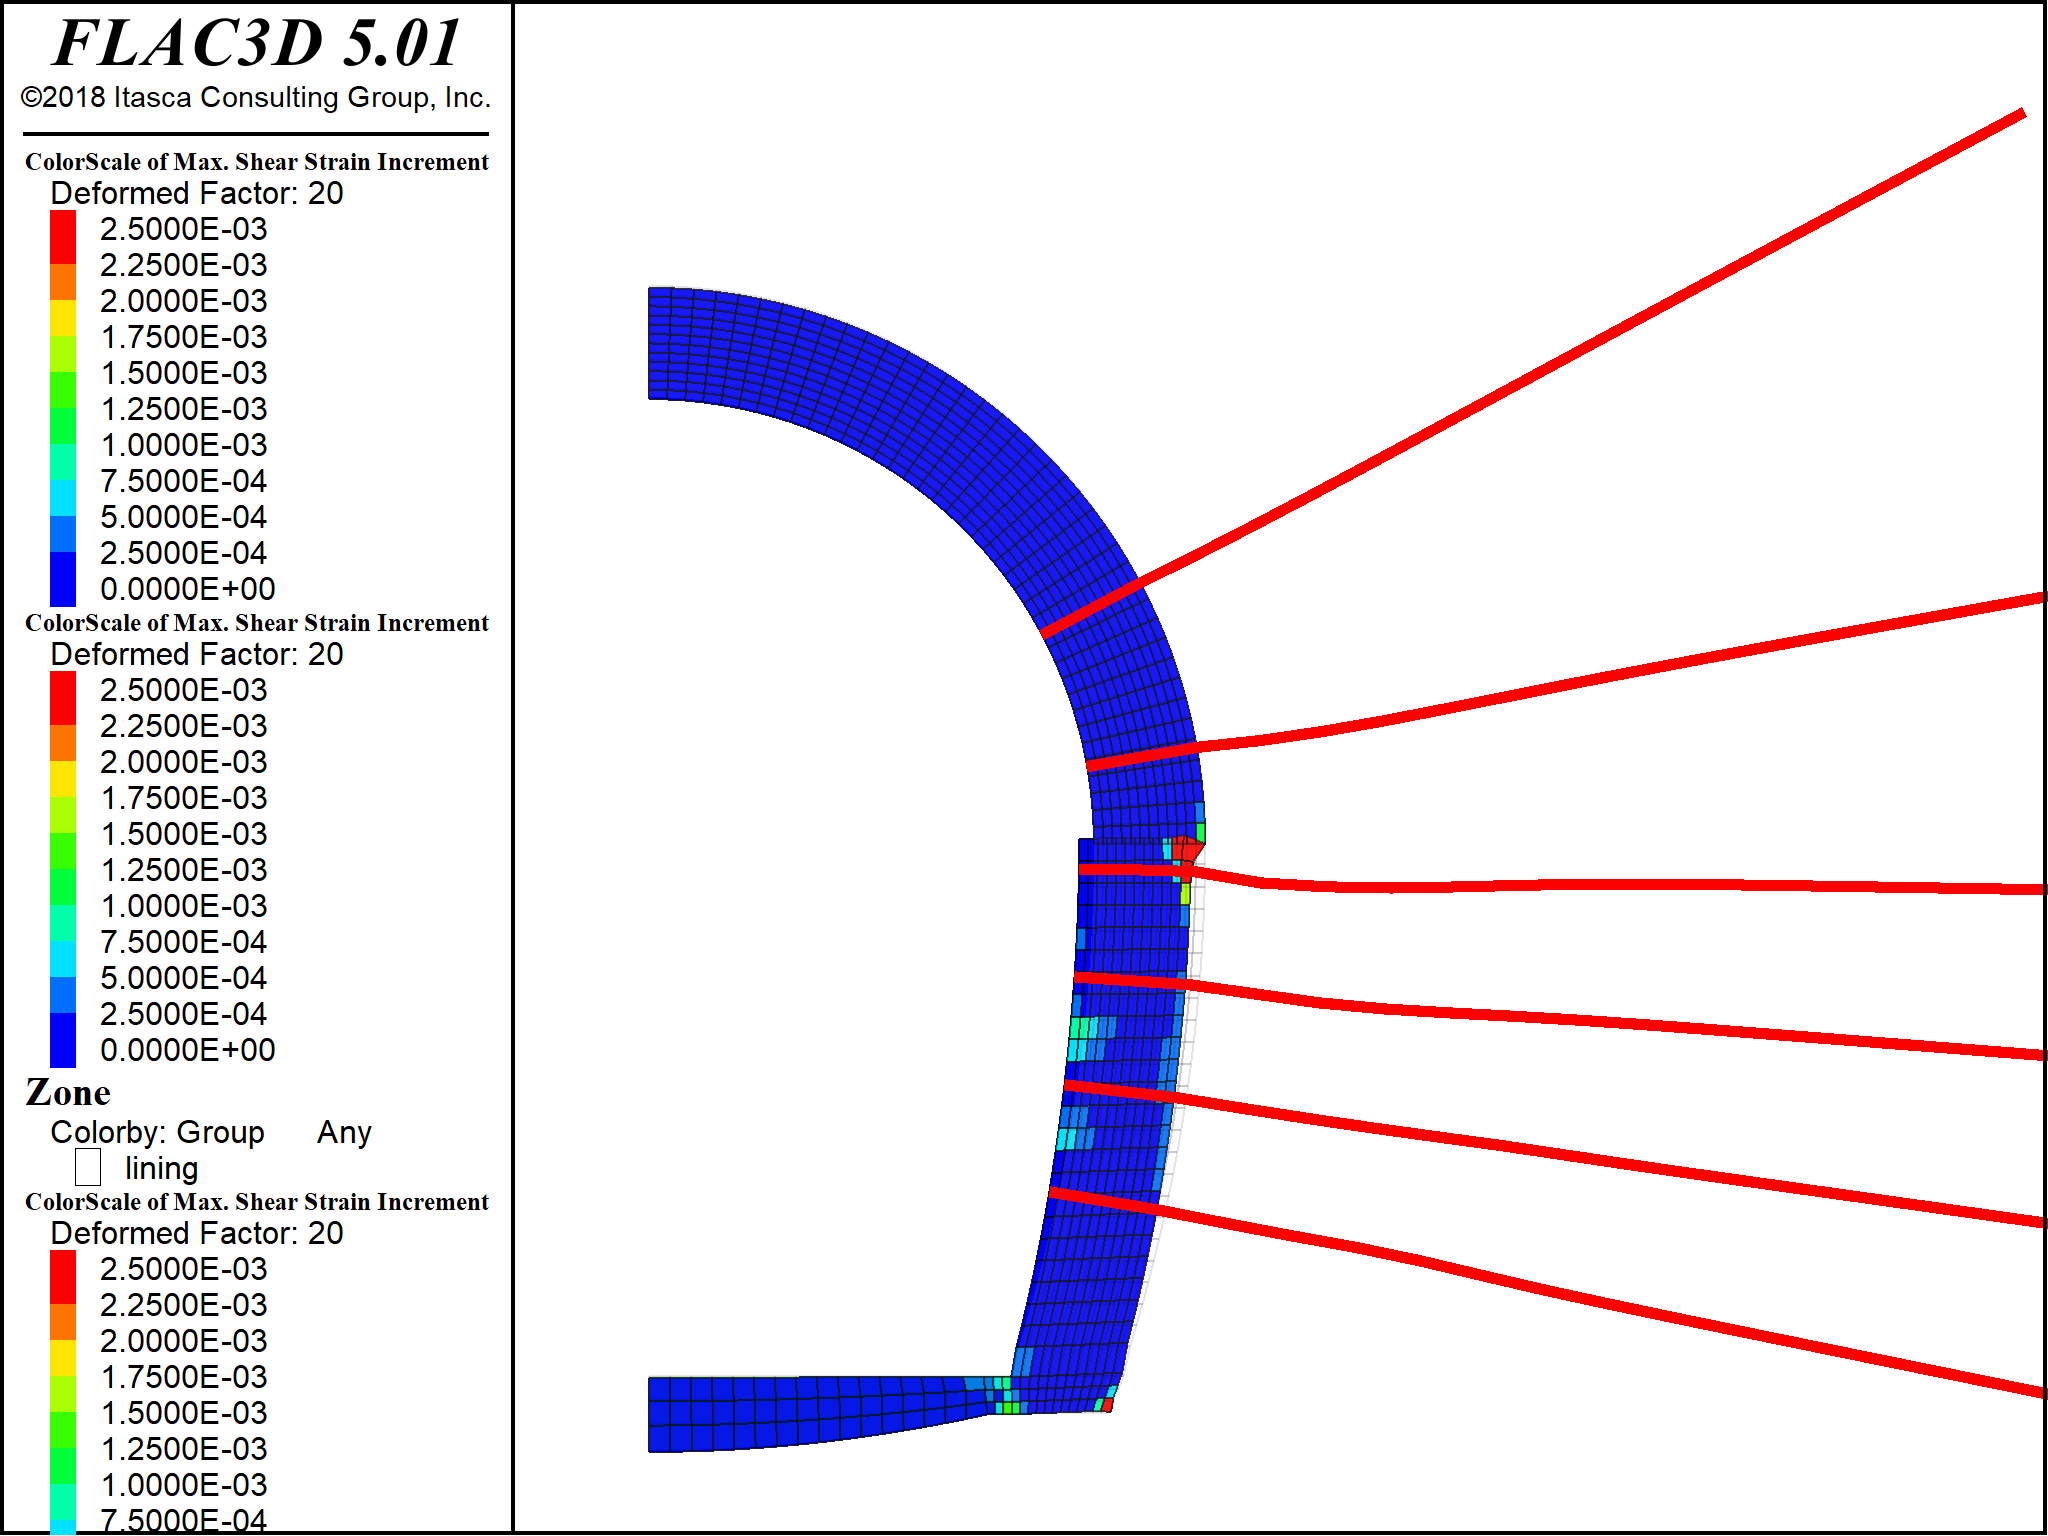 FLAC3D 5.01
©2018 Itasca Consulting Group, Inc.
ColorScale of Max. Shear Strain Increment
Deformed Factor: 20
2.5000E-03
2.2500E-03
2.0000E-03
1.7500E-03
1.5000E-03
1.2500E-03
1.0000E-03
7.5000E-04
5.0000E-04
2.5000E-04
0.0000E+00
ColorScale of Max. Shear Strain Increment
Deformed Factor: 20
2.5000E-03
2.2500E-03
2.0000E-03
1.7500E-03
1.5000E-03
1.2500E-03
1.0000E-03
7.5000E-04
5.0000E-04
2.5000E-04
0.0000E+00
Zone
Colorby: Group Any
lining
ColorScale of Max. Shear Strain Increment
Deformed Factor: 20
2.5000E-03
2.2500E-03
2.0000E-03
1.7500E-03
1.5000E-03
1.2500E-03
1.0000E-03
7.5000E-04